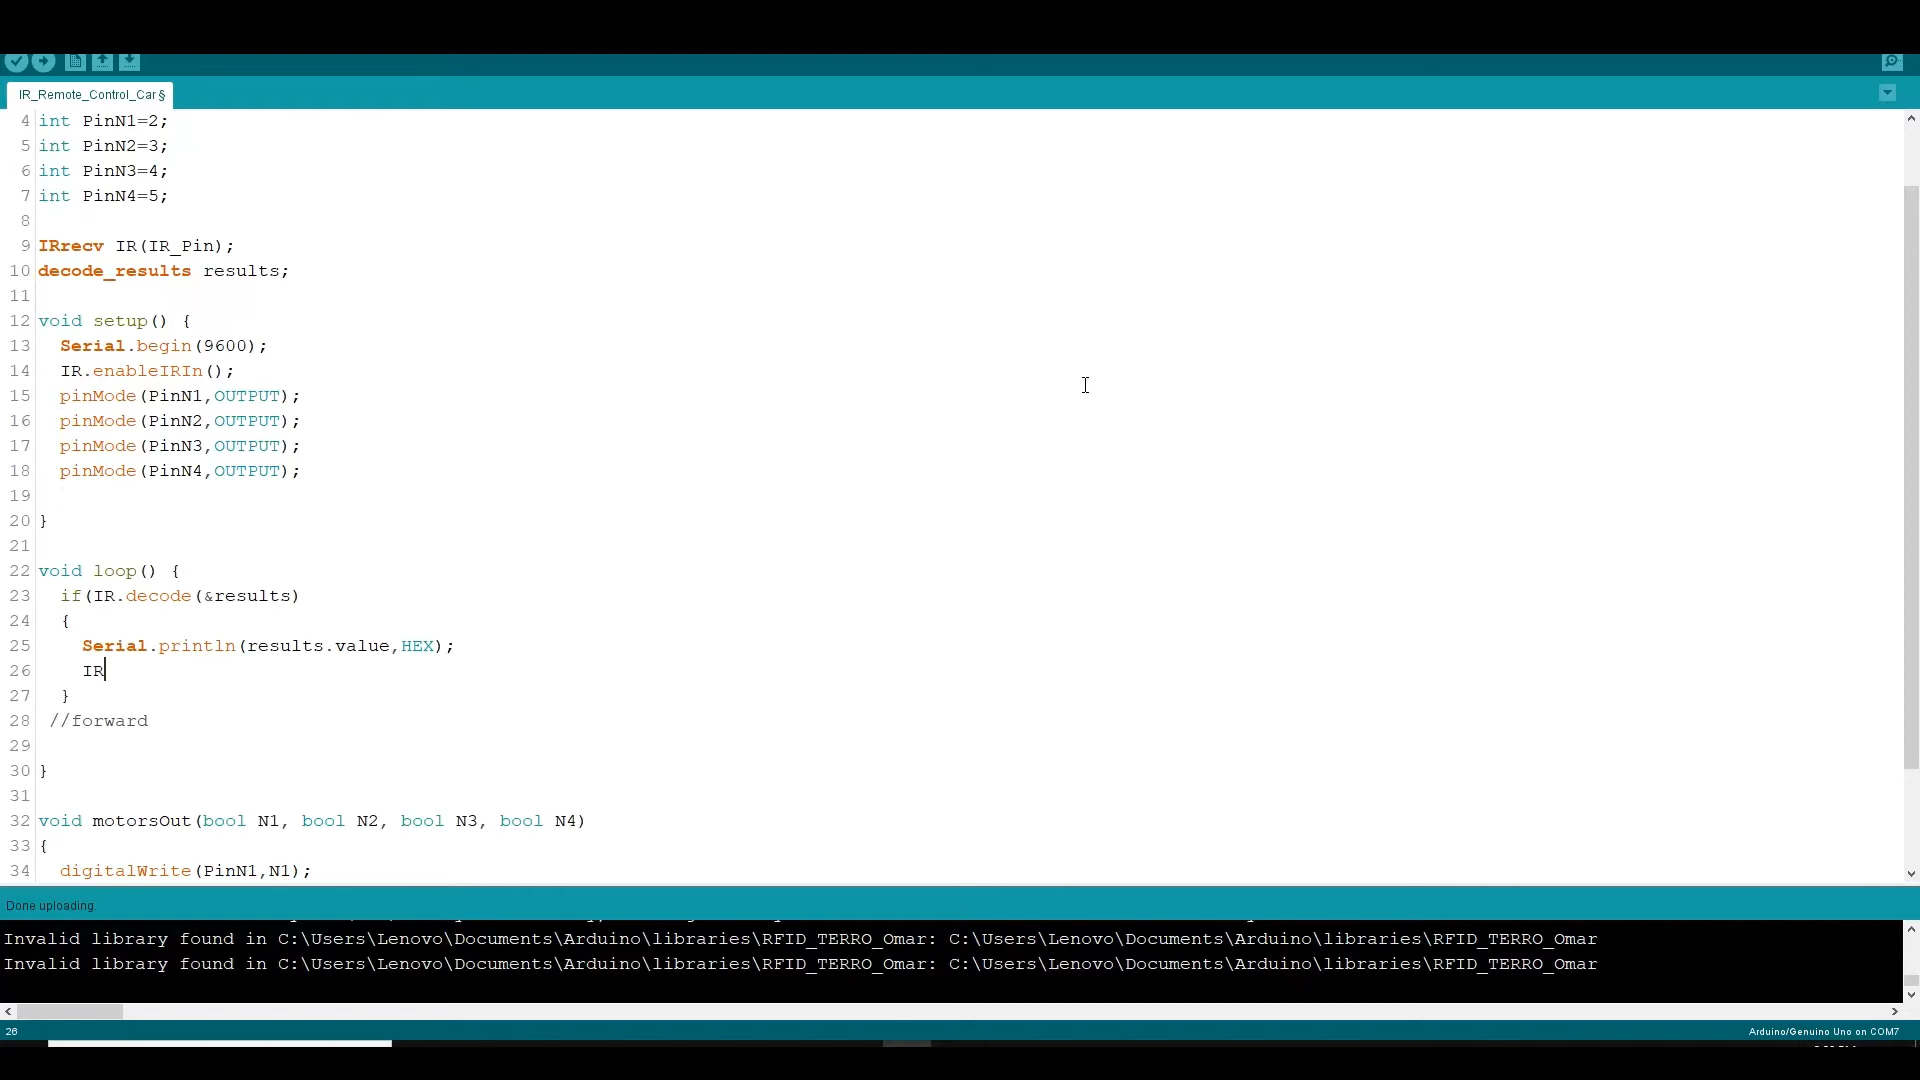 IR_Remote_Control_Car§
4 int PinN1=2;
5 int PinN2=3;
6 int PinN3=4;
7 int PinN4=5;
8
9 IRrecv IR(IR_Pin);
10 decode_results results;
11
12 void setup() {
13 Serial.begin(9600);
14 IR.enableIRIn();
15 pinMode(PinN1,OUTPUT);
16 pinMode(PinN2,OUTPUT);
17 pinMode(PinN3,OUTPUT);
18 pinMode(PinN4,OUTPUT);
19
20 }
21
22 void loop() {
23 if(IR.decode(&results)
24 {
25 Serial.println(results.value,HEX);
26 IR
27 }
28 //forward
29
30 }
31
32 void motorsOut(bool N1, bool N2, bool N3, bool N4)
33 {
34 digitalWrite(PinN1,N1);
Done uploading.
Invalid library found in C:\Users\Lenovo\Documents\Arduino\libraries\RFID_TERRO_Omar: C:\Users\Lenovo\Documents\Arduino\libraries\RFID_TERRO_Omar
Invalid library found in C:\Users\Lenovo\Documents\Arduino\libraries\RFID_TERRO_Omar: C:\Users\Lenovo\Documents\Arduino\libraries\RFID_TERRO_Omar
26
Arduino/Genuino Uno on COM7